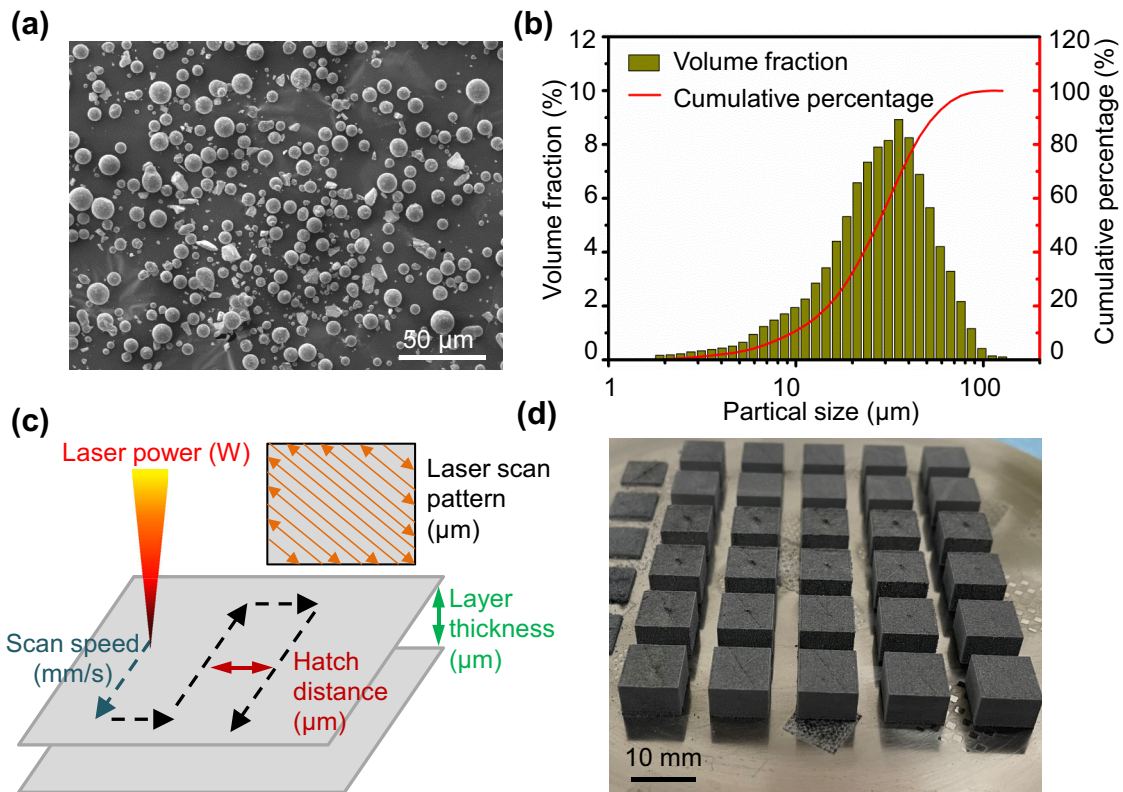 (a)
50 μm
(b)
Volume fraction (%)
12
10
8
6
4
2
0
Volume fraction
Cumulative percentage
120
100
80
60
40
20
0
Cumulative percentage (%)
1
10
100
Partical size (μm)
(c)
Laser power (W)
Laser scan
pattern
(μm)
Scan speed
(mm/s)
Hatch
distance
(μm)
Layer
thickness
(μm)
(d)
10 mm